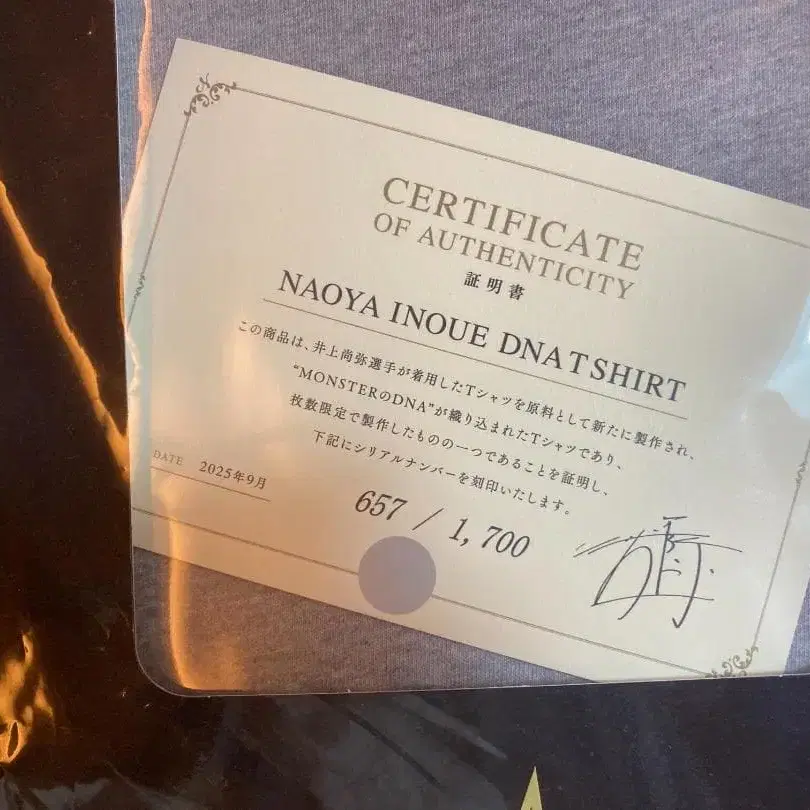 CERTIFICATE
OF AUTHENTICITY
証明書
NAOYA INOUE DNA TSHIRT
この商品は、井上尚弥選手が着用したTシャツを原料として新たに製作され、
“MONSTERのDNA”が織り込まれたTシャツであり、
枚数限定で製作したものの一つであることを証明し、
下記にシリアルナンバーを刻印いたします。
DATE 2025年9月
657 / 1,700